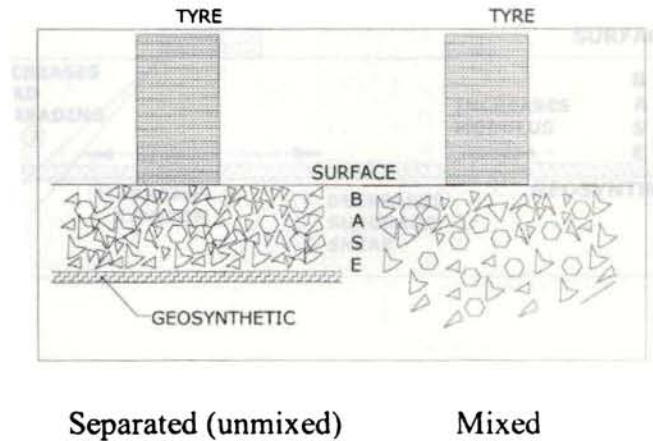 TYRE TYRE
SURFACE
B
A
S
E
GEOSYNTHETIC
Separated (unmixed) Mixed